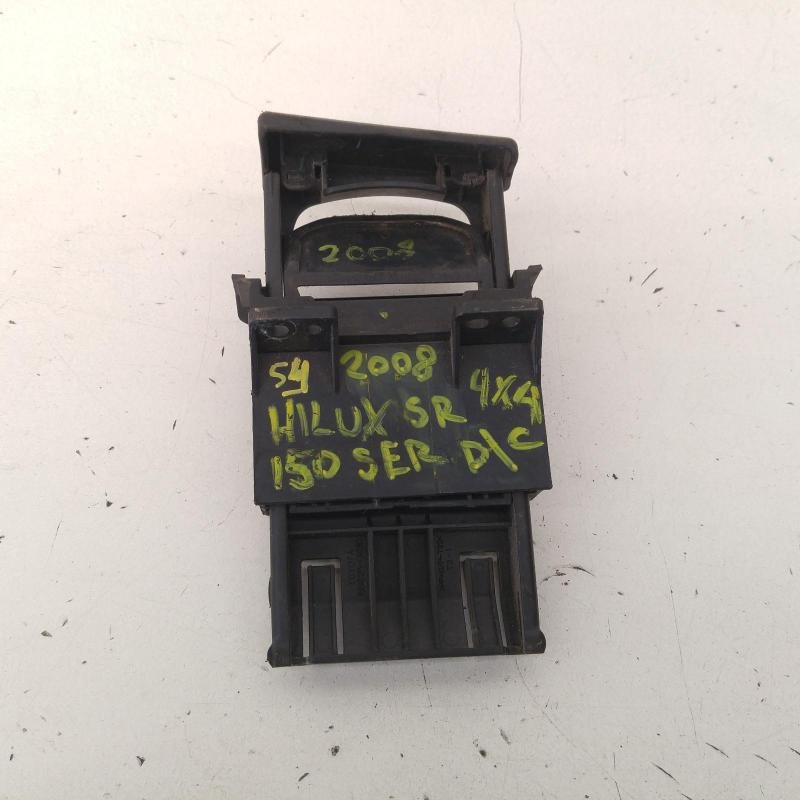 2008
54 2008 4X4
HILUX SR
150 SER D/C